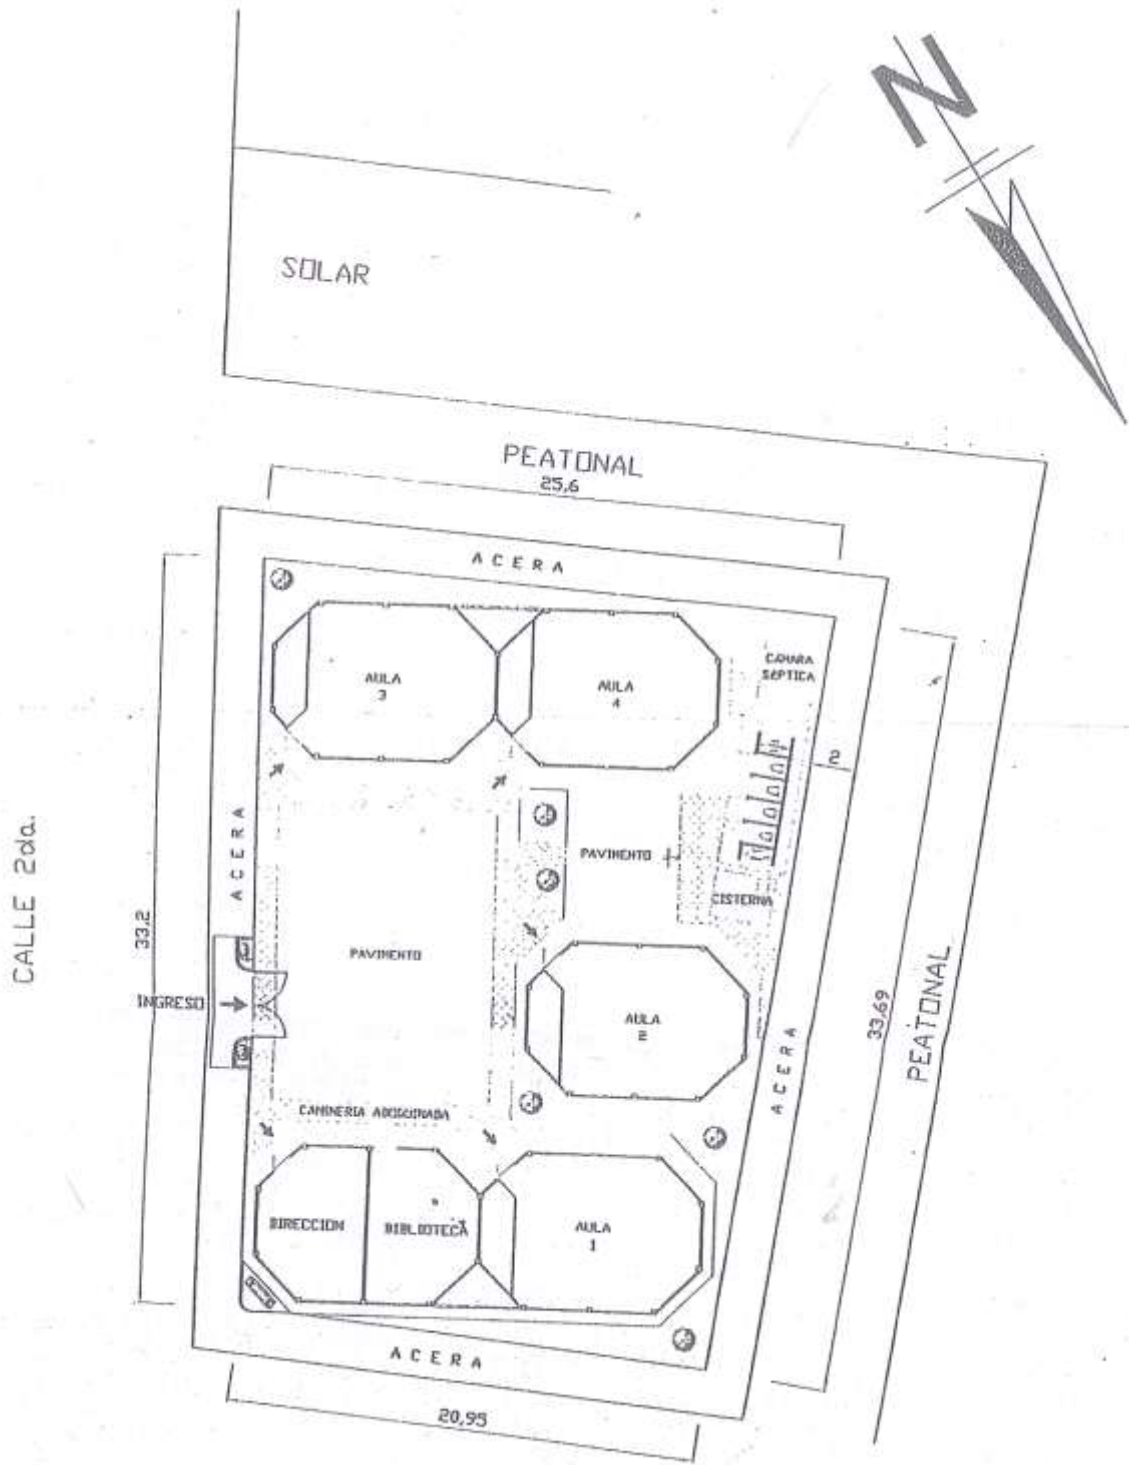 N
SOLAR
PEATONAL
25,6
ACERA
CAMARA
SEPTICA
AULA
3
AULA
4
2
ACERA
CALLE 2da.
33,2
PAVIMENTO
CISTERNA
PAVIMENTO
INGRESO
AULA
2
33,69
PEATONAL
ACERA
CAMINERIA ADOQUINADA
DIRECCION
BIBLIOTECA
AULA
1
ACERA
20,95